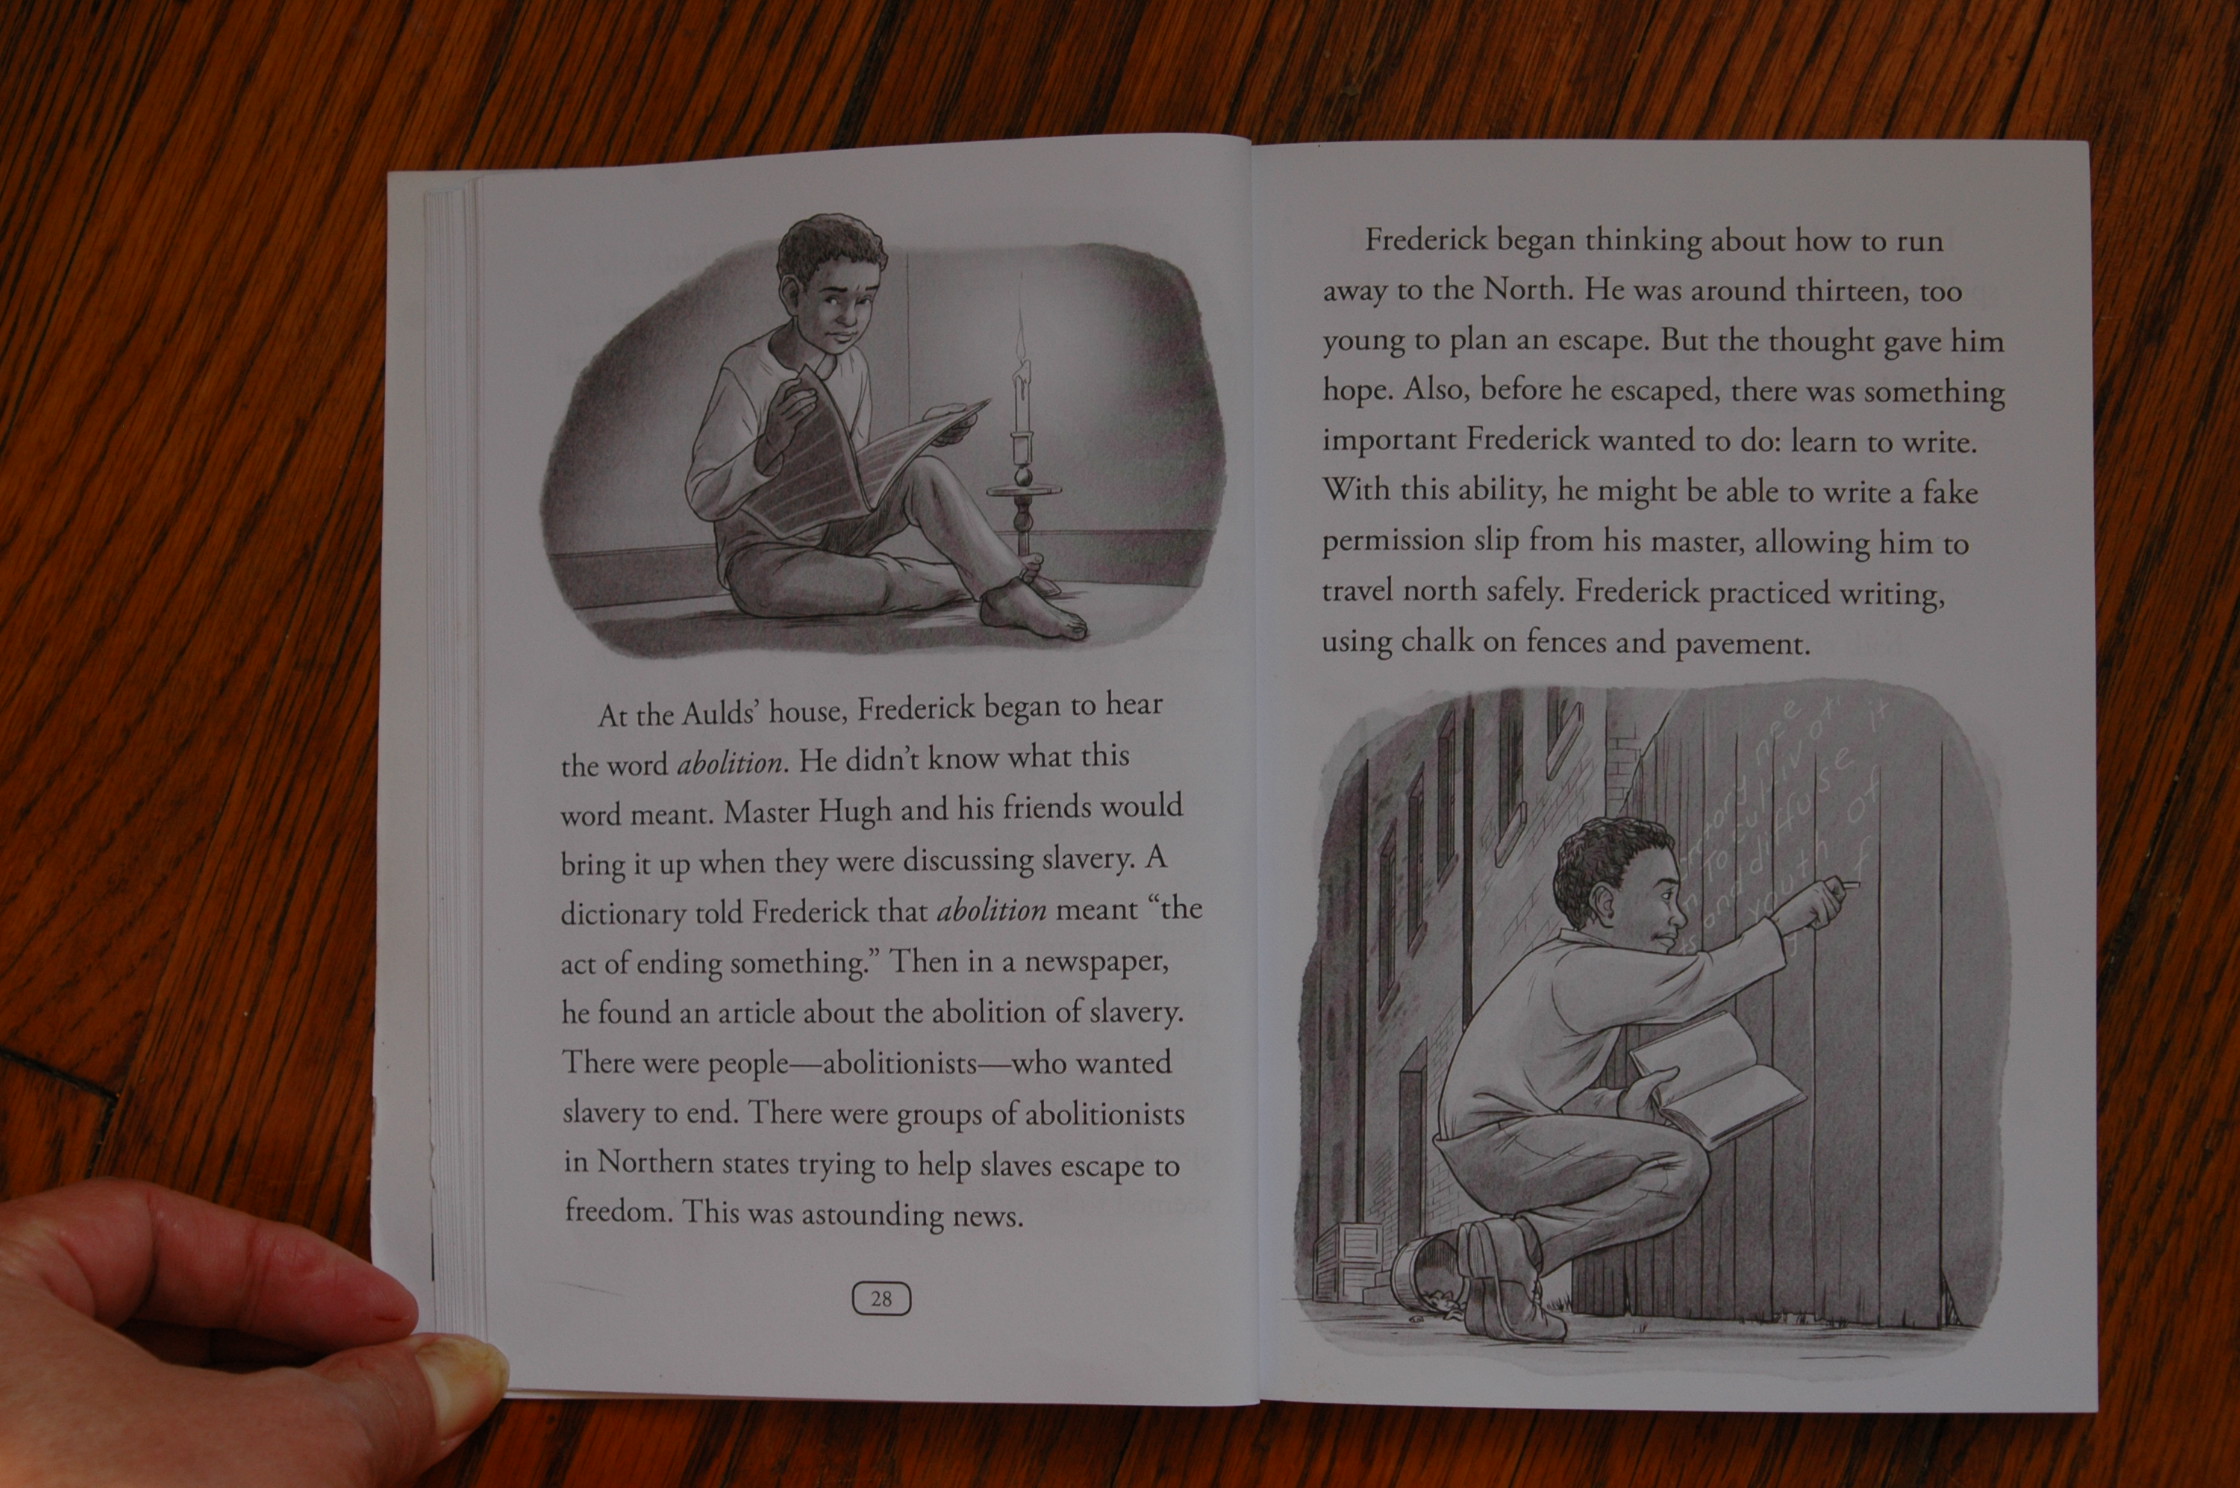 At the Aulds’ house, Frederick began to hear
the word abolition. He didn’t know what this
word meant. Master Hugh and his friends would
bring it up when they were discussing slavery. A
dictionary told Frederick that abolition meant “the
act of ending something.” Then in a newspaper,
he found an article about the abolition of slavery.
There were people—abolitionists—who wanted
slavery to end. There were groups of abolitionists
in Northern states trying to help slaves escape to
freedom. This was astounding news.
28
Frederick began thinking about how to run
away to the North. He was around thirteen, too
young to plan an escape. But the thought gave him
hope. Also, before he escaped, there was something
important Frederick wanted to do: learn to write.
With this ability, he might be able to write a fake
permission slip from his master, allowing him to
travel north safely. Frederick practiced writing,
using chalk on fences and pavement.
nee
To
and diffuse it
youth of
f